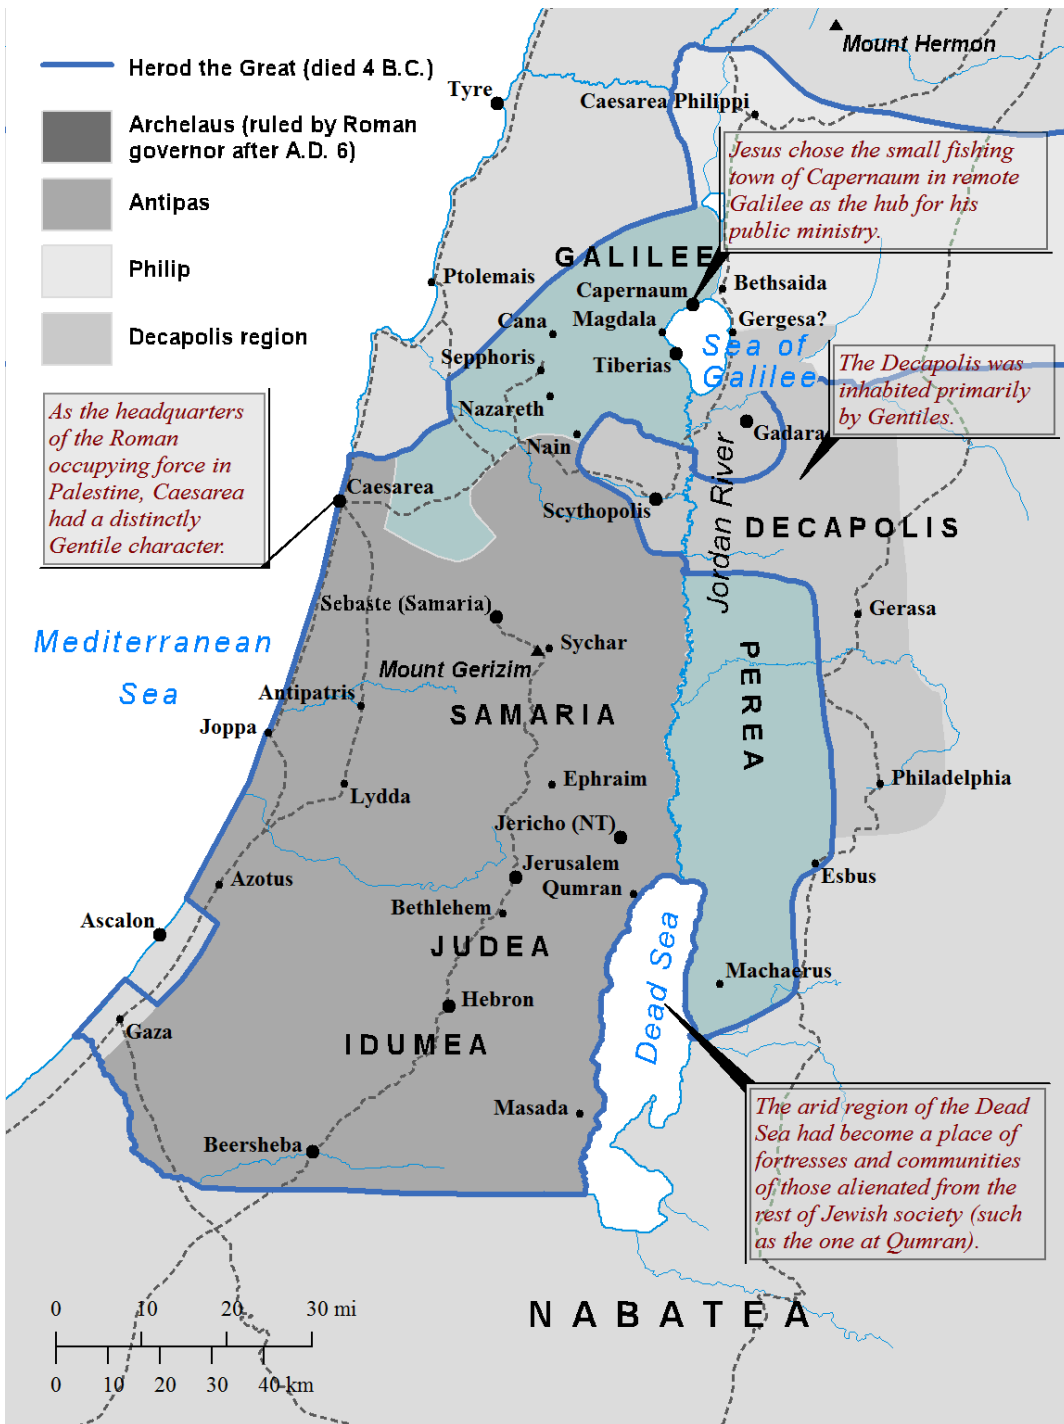 Herod the Great (died 4 B.C.)
Archelaus (ruled by Roman
governor after A.D. 6)
Antipas
Philip
Decapolis region
Mount Hermon
Tyre
Caesarea Philippi
Jesus chose the small fishing
town of Capernaum in remote
Galilee as the hub for his
public ministry.
GALILEE
Ptolemais
Capernaum
Bethsaida
Cana
Magdala
Gergesa?
Sepphoris
Tiberias
Sea of
Galilee
The Decapolis was
inhabited primarily
by Gentiles.
As the headquarters
of the Roman
occupying force in
Palestine, Caesarea
had a distinctly
Gentile character.
Nazareth
Nain
Gadara
Caesarea
Scythopolis
Jordan River
DECAPOLIS
Sebaste (Samaria)
Gerasa
Mediterranean
Sea
Sychar
Mount Gerizim
PEREA
Antipatris
SAMARIA
Joppa
Lydda
Ephraim
Philadelphia
Jericho (NT)
Jerusalem
Azotus
Qumran
Esbus
Bethlehem
Ascalon
JUDEA
Dead Sea
Machaerus
Hebron
Gaza
IDUMEA
Masada
The arid region of the Dead
Sea had become a place of
fortresses and communities
of those alienated from the
rest of Jewish society (such
as the one at Qumran).
Beersheba
NABATEA
0 10 20 30 mi
0 10 20 30 40 km